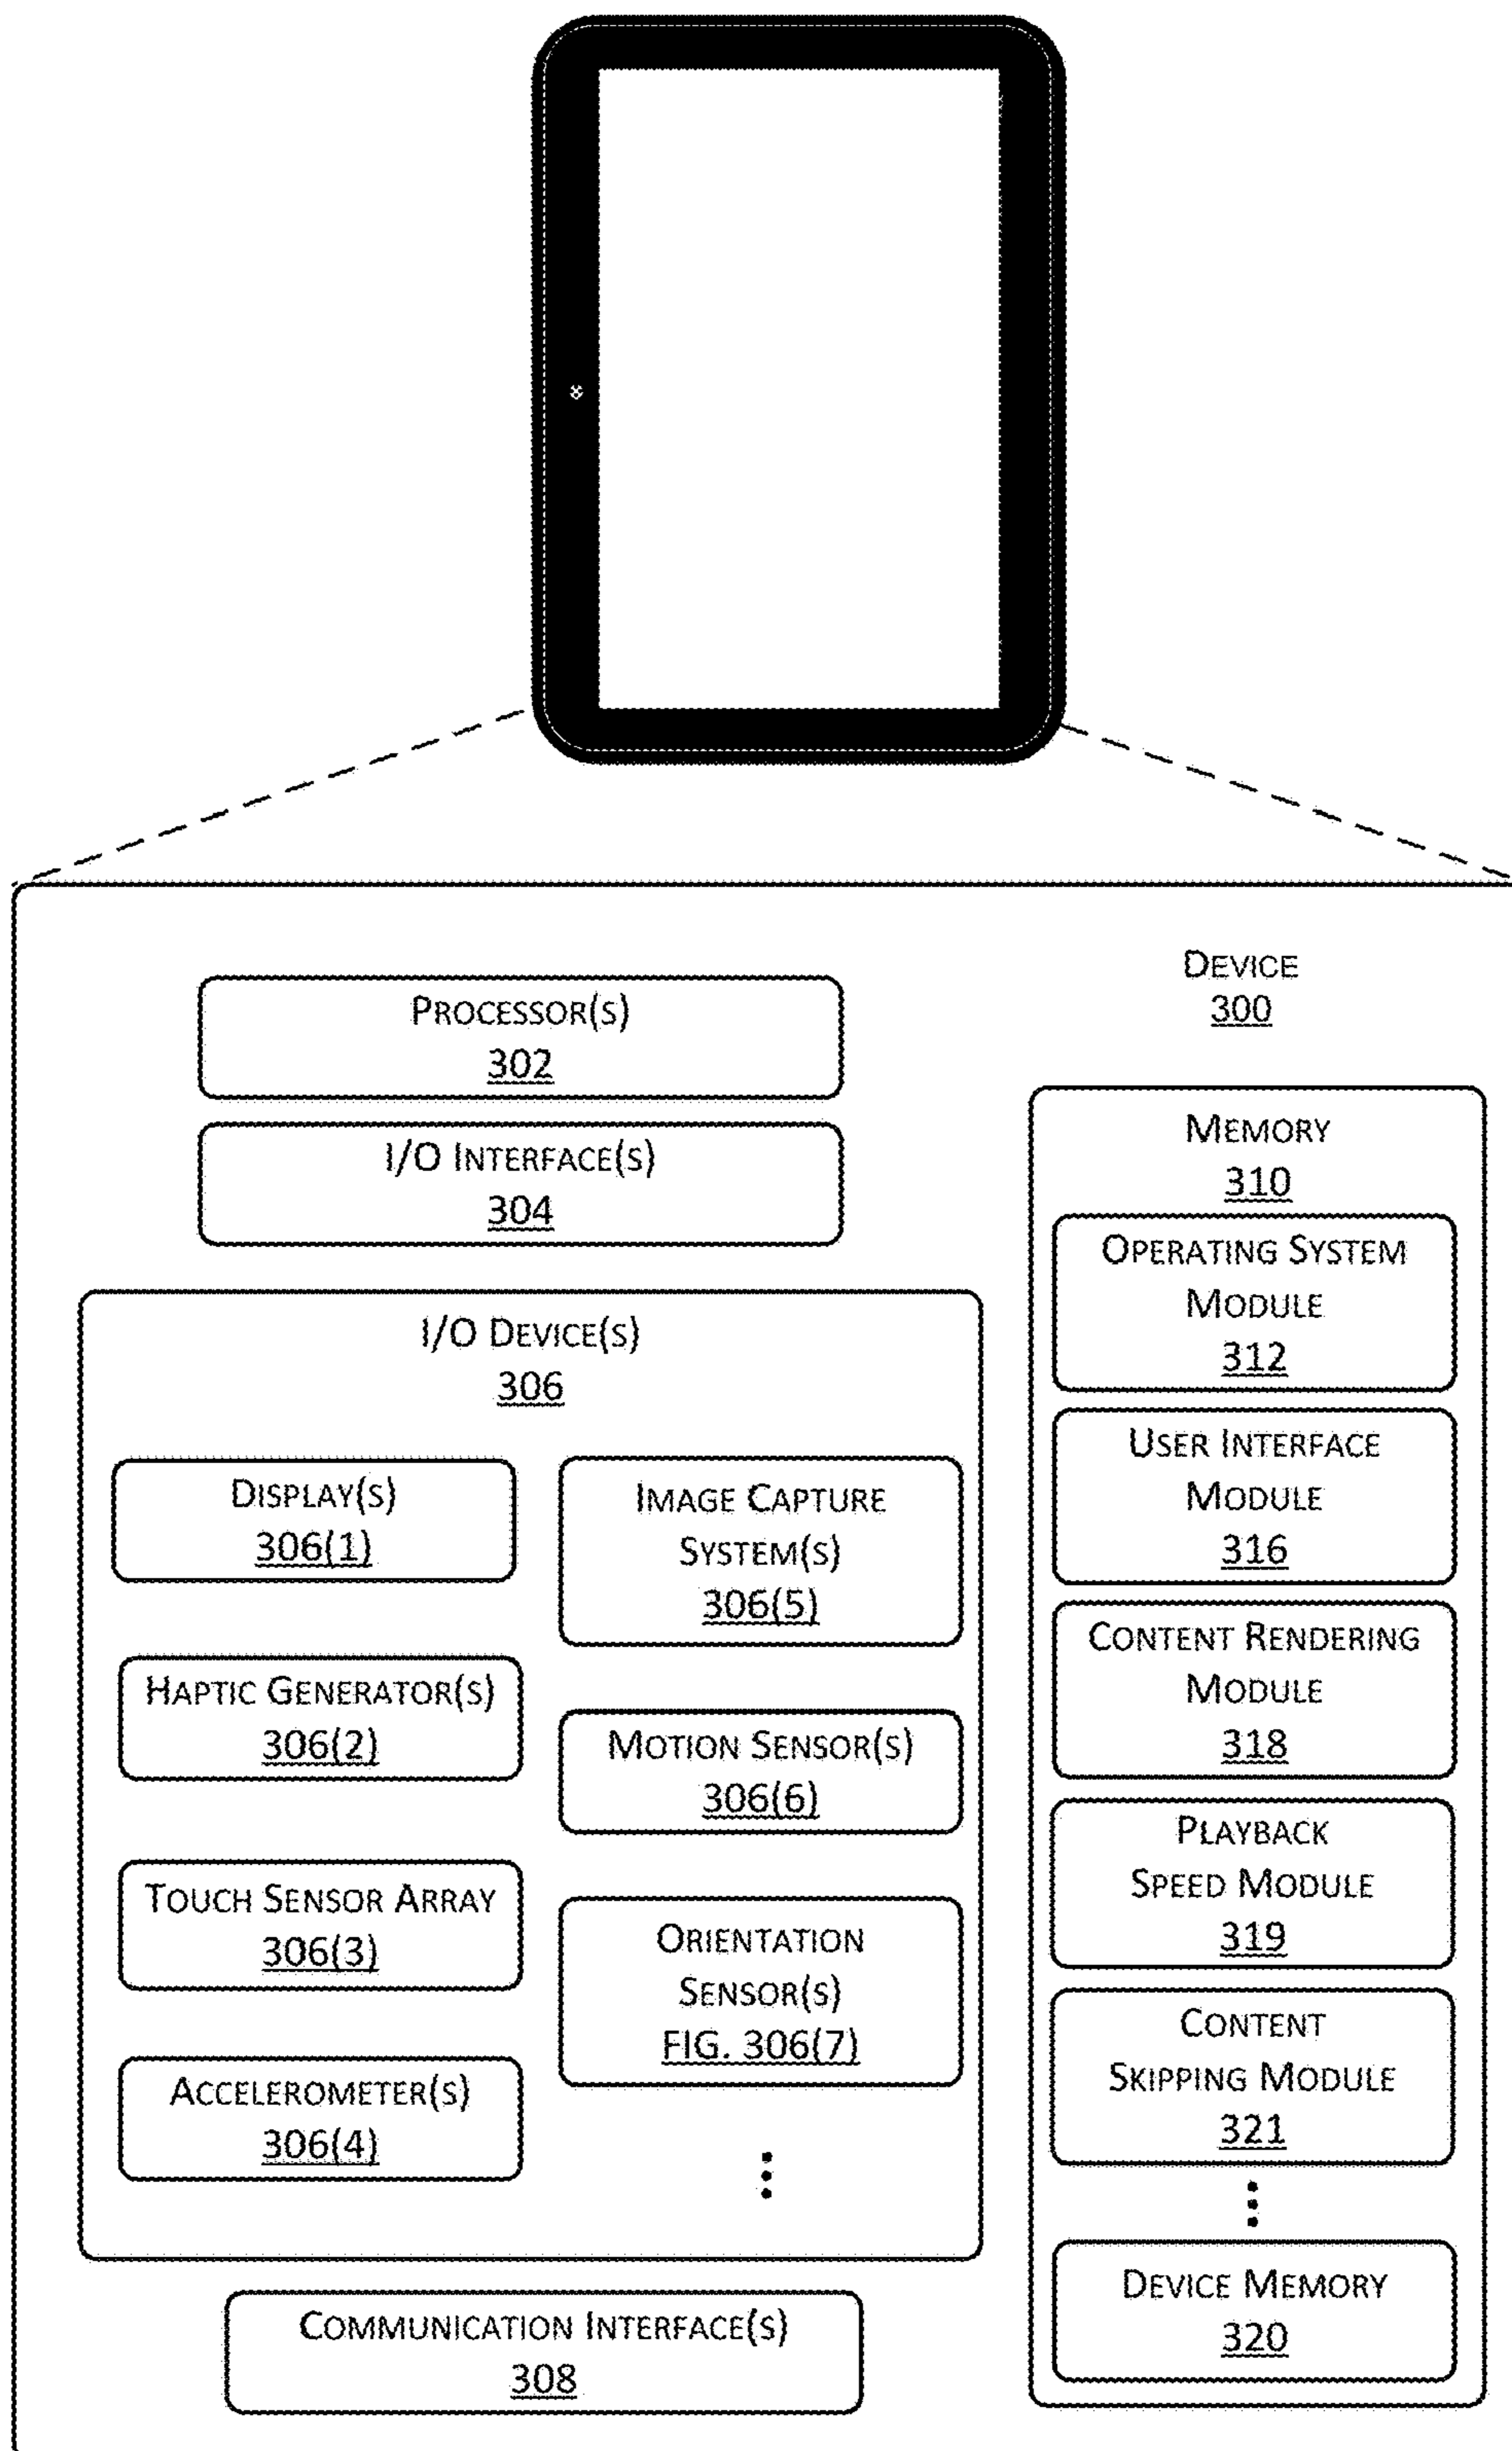 DEVICE
300
PROCESSOR(S)
302
I/O INTERFACE(S)
304
I/O DEVICE(S)
306
DISPLAY(S)
306(1)
HAPTIC GENERATOR(S)
306(2)
TOUCH SENSOR ARRAY
306(3)
ACCELEROMETER(S)
306(4)
IMAGE CAPTURE
SYSTEM(S)
306(5)
MOTION SENSOR(S)
306(6)
ORIENTATION
SENSOR(S)
FIG. 306(7)
COMMUNICATION INTERFACE(S)
308
MEMORY
310
OPERATING SYSTEM
MODULE
312
USER INTERFACE
MODULE
316
CONTENT RENDERING
MODULE
318
PLAYBACK
SPEED MODULE
319
CONTENT
SKIPPING MODULE
321
DEVICE MEMORY
320